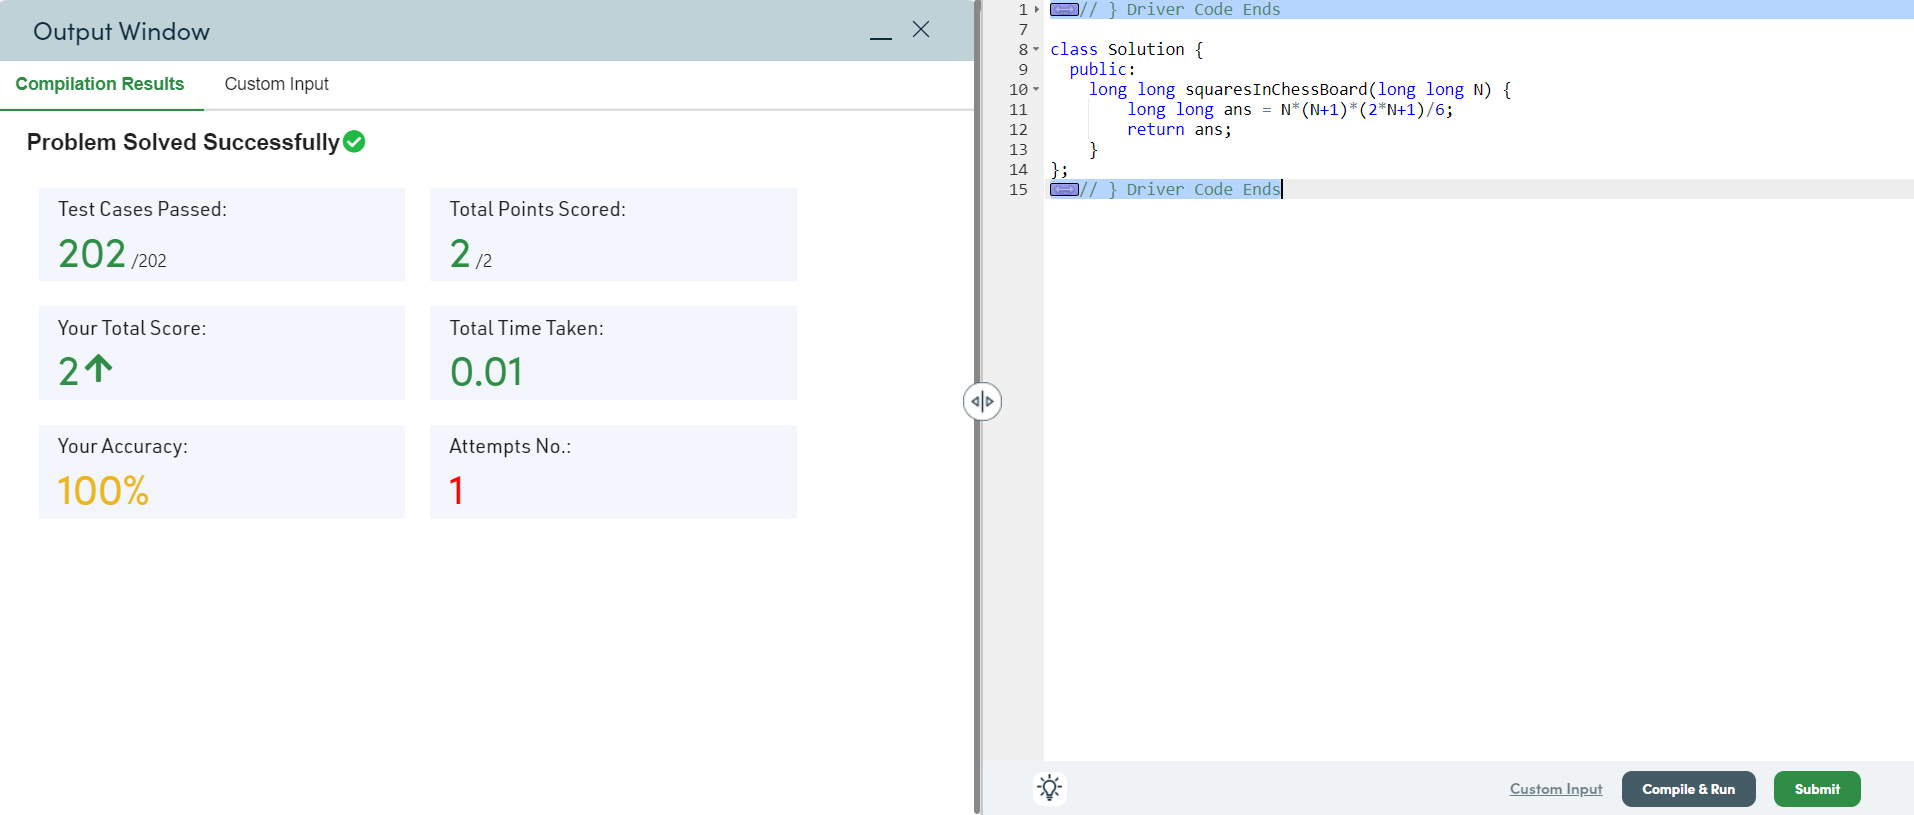 Output Window
Compilation Results
Custom Input
Problem Solved Successfully
Test Cases Passed:
202 /202
Total Points Scored:
2 /2
Your Total Score:
2
Total Time Taken:
0.01
Your Accuracy:
100%
Attempts No.:
1
1 // } Driver Code Ends
7
8 class Solution {
9   public:
10     long long squaresInChessBoard(long long N) {
11         long long ans = N*(N+1)*(2*N+1)/6;
12         return ans;
13     }
14 };
15 // } Driver Code Ends
Custom Input
Compile & Run
Submit